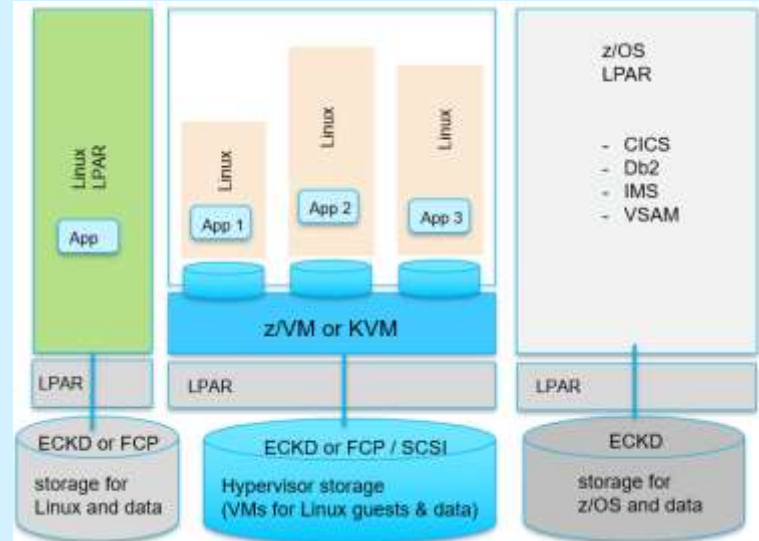 Linux
LPAR
App
LPAR
ECKD or FCP
storage for
Linux and data
Linux
App 1
Linux
App 2
Linux
App 3
z/VM or KVM
LPAR
ECKD or FCP / SCSI
Hypervisor storage
(VMs for Linux guests & data)
z/OS
LPAR
- CICS
- Db2
- IMS
- VSAM
LPAR
ECKD
storage for
z/OS and data